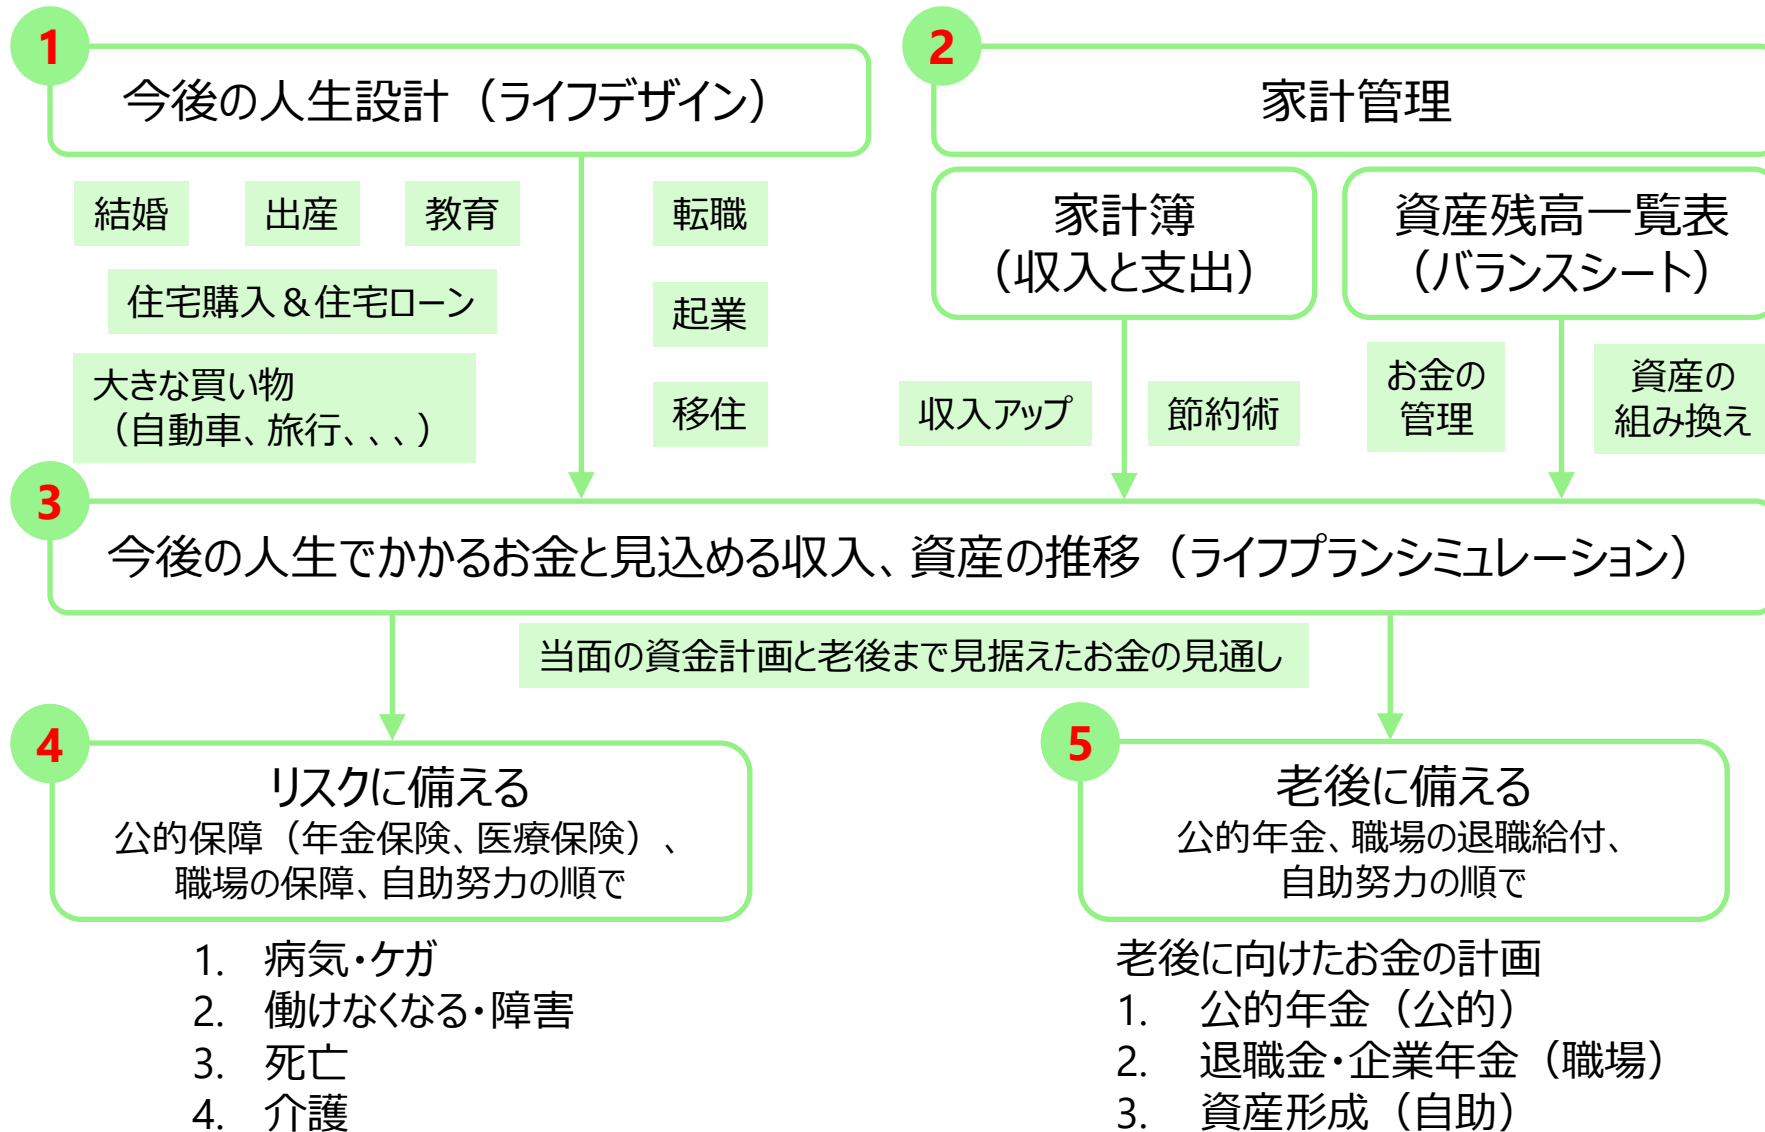 1
今後の人生設計（ライフデザイン）
結婚
出産
教育
転職
住宅購入＆住宅ローン
起業
大きな買い物
（自動車、旅行、、、）
移住
2
家計管理
家計簿
（収入と支出）
資産残高一覧表
（バランスシート）
収入アップ
節約術
お金の
管理
資産の
組み換え
3
今後の人生でかかるお金と見込める収入、資産の推移（ライフプランシミュレーション）
当面の資金計画と老後まで見据えたお金の見通し
4
リスクに備える
公的保障（年金保険、医療保険）、
職場の保障、自助努力の順で
1. 病気・ケガ
2. 働けなくなる・障害
3. 死亡
4. 介護
5
老後に備える
公的年金、職場の退職給付、
自助努力の順で
老後に向けたお金の計画
1. 公的年金（公的）
2. 退職金・企業年金（職場）
3. 資産形成（自助）